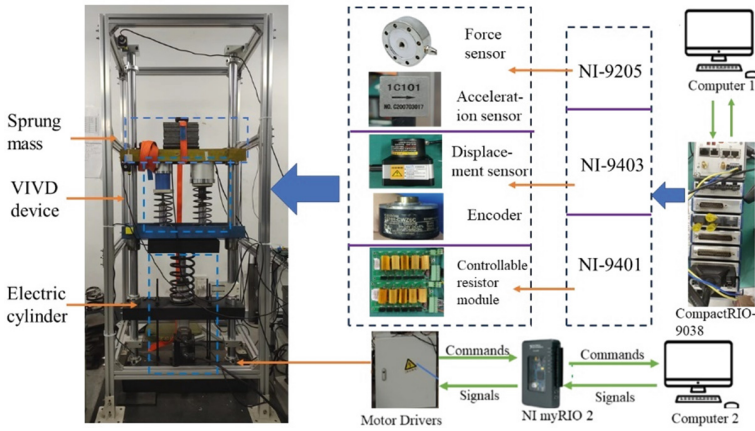 Sprung
mass
VIVD
device
Electric
cylinder
Force
sensor
1C101
Accelerat-
ion sensor
Displace-
ment sensor
Encoder
Controllable
resistor
module
NI-9205
NI-9403
NI-9401
Computer 1
CompactRIO-
9038
Motor Drivers
Commands
Signals
NI myRIO 2
Commands
Signals
Computer 2